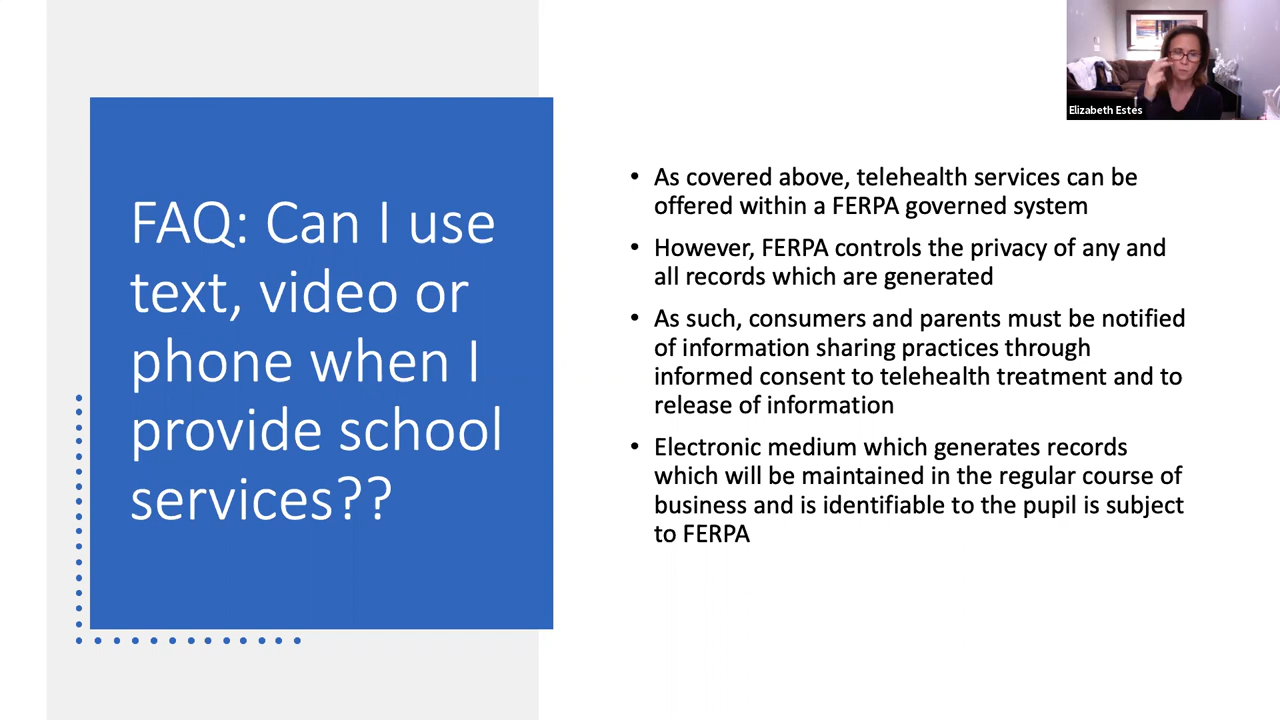 FAQ: Can I use
text, video or
phone when I
provide school
services??
• As covered above, telehealth services can be
offered within a FERPA governed system
• However, FERPA controls the privacy of any and
all records which are generated
• As such, consumers and parents must be notified
of information sharing practices through
informed consent to telehealth treatment and to
release of information
• Electronic medium which generates records
which will be maintained in the regular course of
business and is identifiable to the pupil is subject
to FERPA
Elizabeth Estes